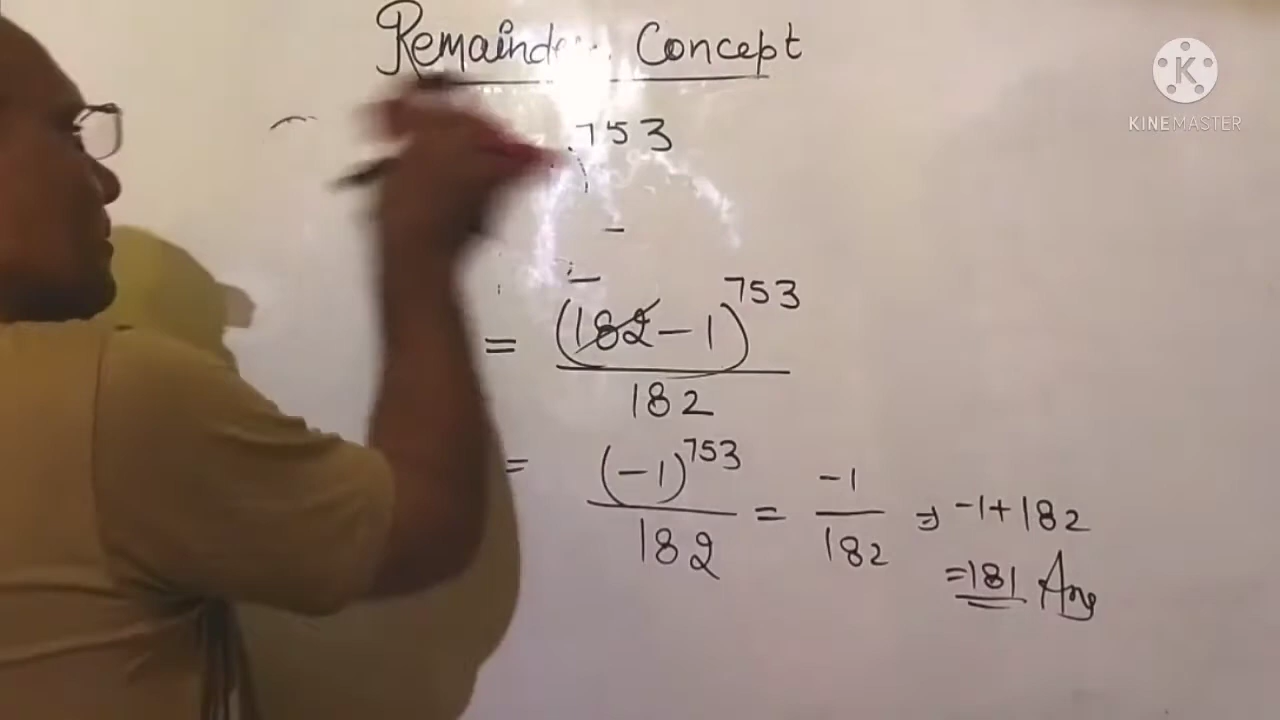 Remainder Concept
K
KINEMASTER
753
= (182-1)^753
182
= (-1)^753
182
= -1
182
⇒ -1+182
=181 Ans